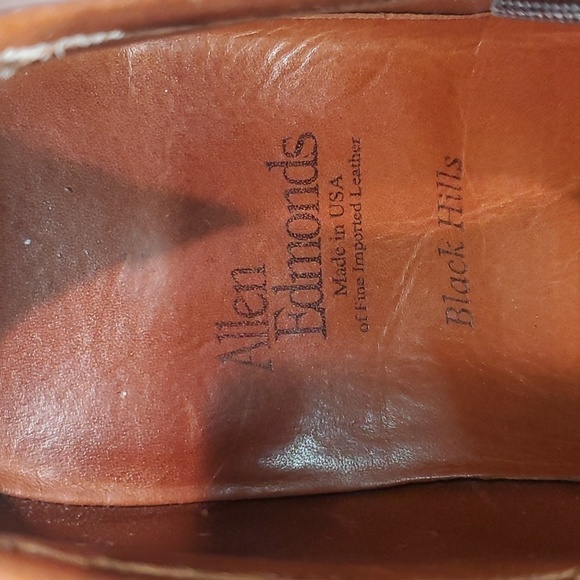 Allen
Edmonds
Made in USA
of Fine Imported Leather
Black Hills